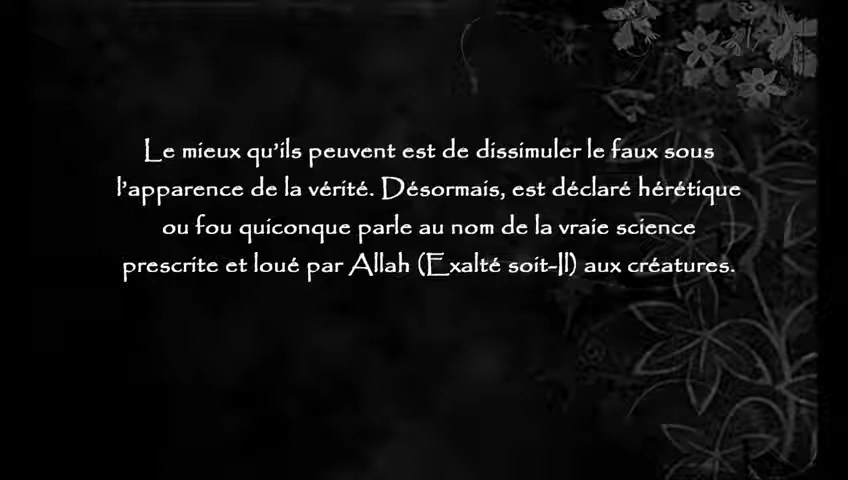 Le mieux qu'ils peuvent est de dissimuler le faux sous
l'apparence de la vérité. Désormais, est déclaré hérétique
ou fou quiconque parle au nom de la vraie science
prescrite et loué par Allah (Exalté soit-Il) aux créatures.